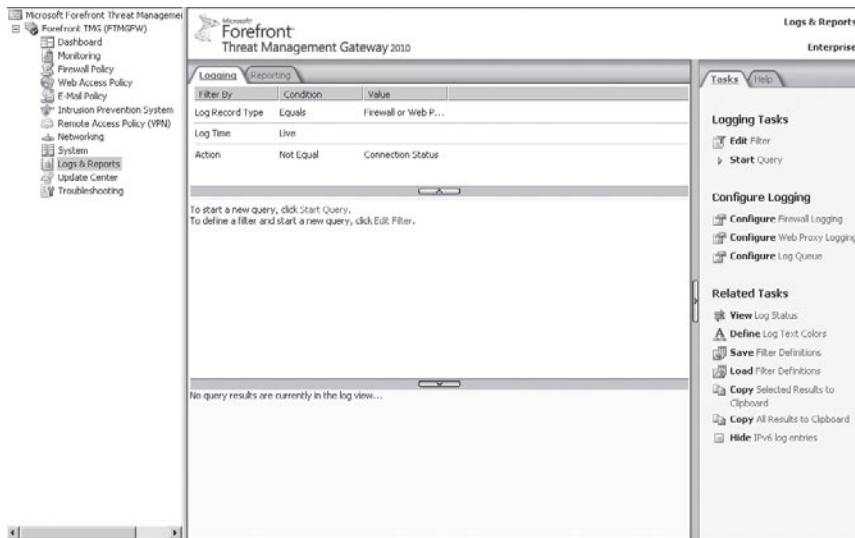 Microsoft Forefront Threat Managemer
Forefront TMG (FTMGFW)
Dashboard
Monitoring
Firewall Policy
Web Access Policy
E-Mail Policy
Intrusion Prevention System
Remote Access Policy (VPN)
Networking
System
Logs & Reports
Update Center
Troubleshooting
Microsoft
Forefront
Threat Management Gateway 2010
Logs & Reports
Enterprise
Logging Reporting
Filter By Condition Value
Log Record Type Equals Firewall or Web P...
Log Time Live
Action Not Equal Connection Status
To start a new query, click Start Query.
To define a filter and start a new query, click Edit Filter.
No query results are currently in the log view...
Tasks Help
Logging Tasks
Edit Filter
Start Query
Configure Logging
Configure Firewall Logging
Configure Web Proxy Logging
Configure Log Queue
Related Tasks
View Log Status
Define Log Text Colors
Save Filter Definitions
Load Filter Definitions
Copy Selected Results to
Clipboard
Copy All Results to Clipboard
Hide IPv6 log entries